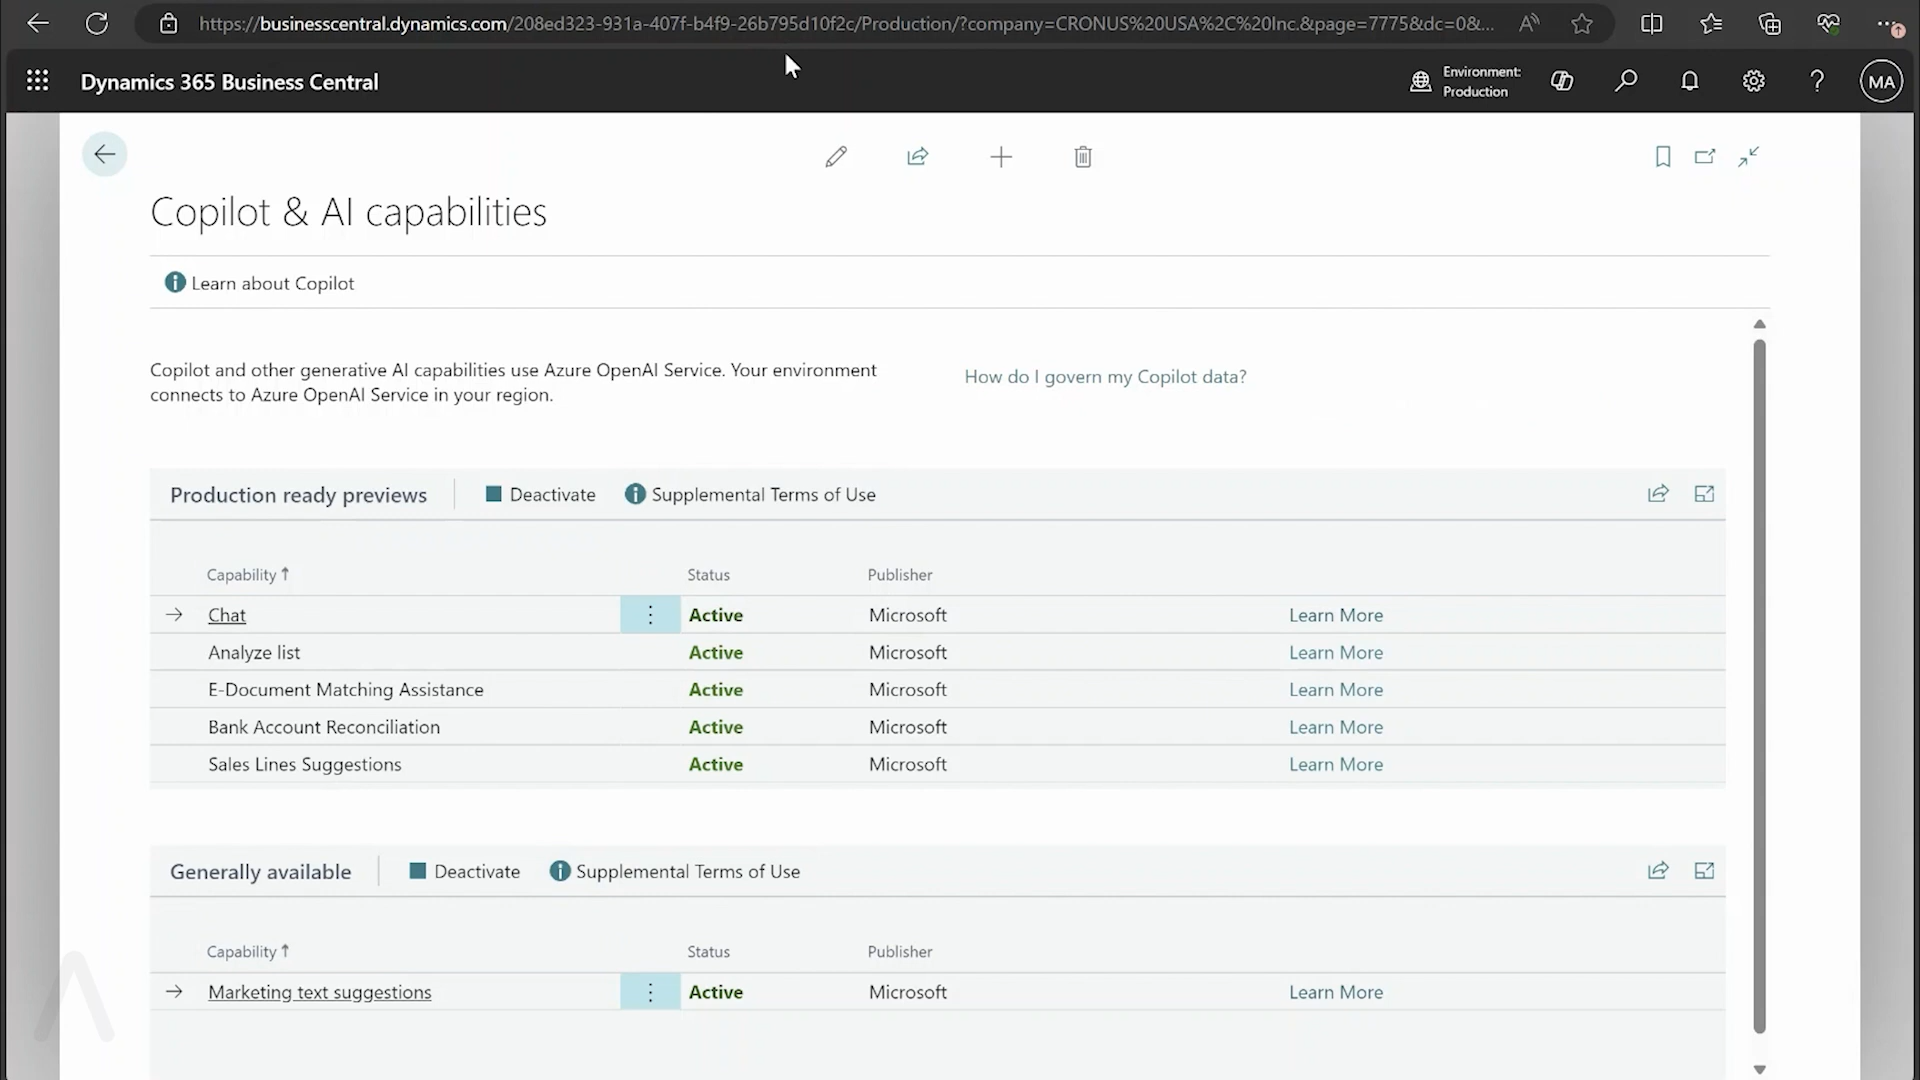 https://businesscentral.dynamics.com/208ed323-931a-407f-b4f9-26b795d10f2c/Production/?company=CRONUS%20USA%2C%20Inc.&page=7775&dc=0&...
Dynamics 365 Business Central
Environment:
Production
MA
Copilot & AI capabilities
Learn about Copilot
Copilot and other generative AI capabilities use Azure OpenAI Service. Your environment
connects to Azure OpenAI Service in your region.
How do I govern my Copilot data?
Production ready previews
Deactivate
Supplemental Terms of Use
Capability ↑ Status Publisher
Chat Active Microsoft Learn More
Analyze list Active Microsoft Learn More
E-Document Matching Assistance Active Microsoft Learn More
Bank Account Reconciliation Active Microsoft Learn More
Sales Lines Suggestions Active Microsoft Learn More
Generally available
Deactivate
Supplemental Terms of Use
Capability ↑ Status Publisher
Marketing text suggestions Active Microsoft Learn More